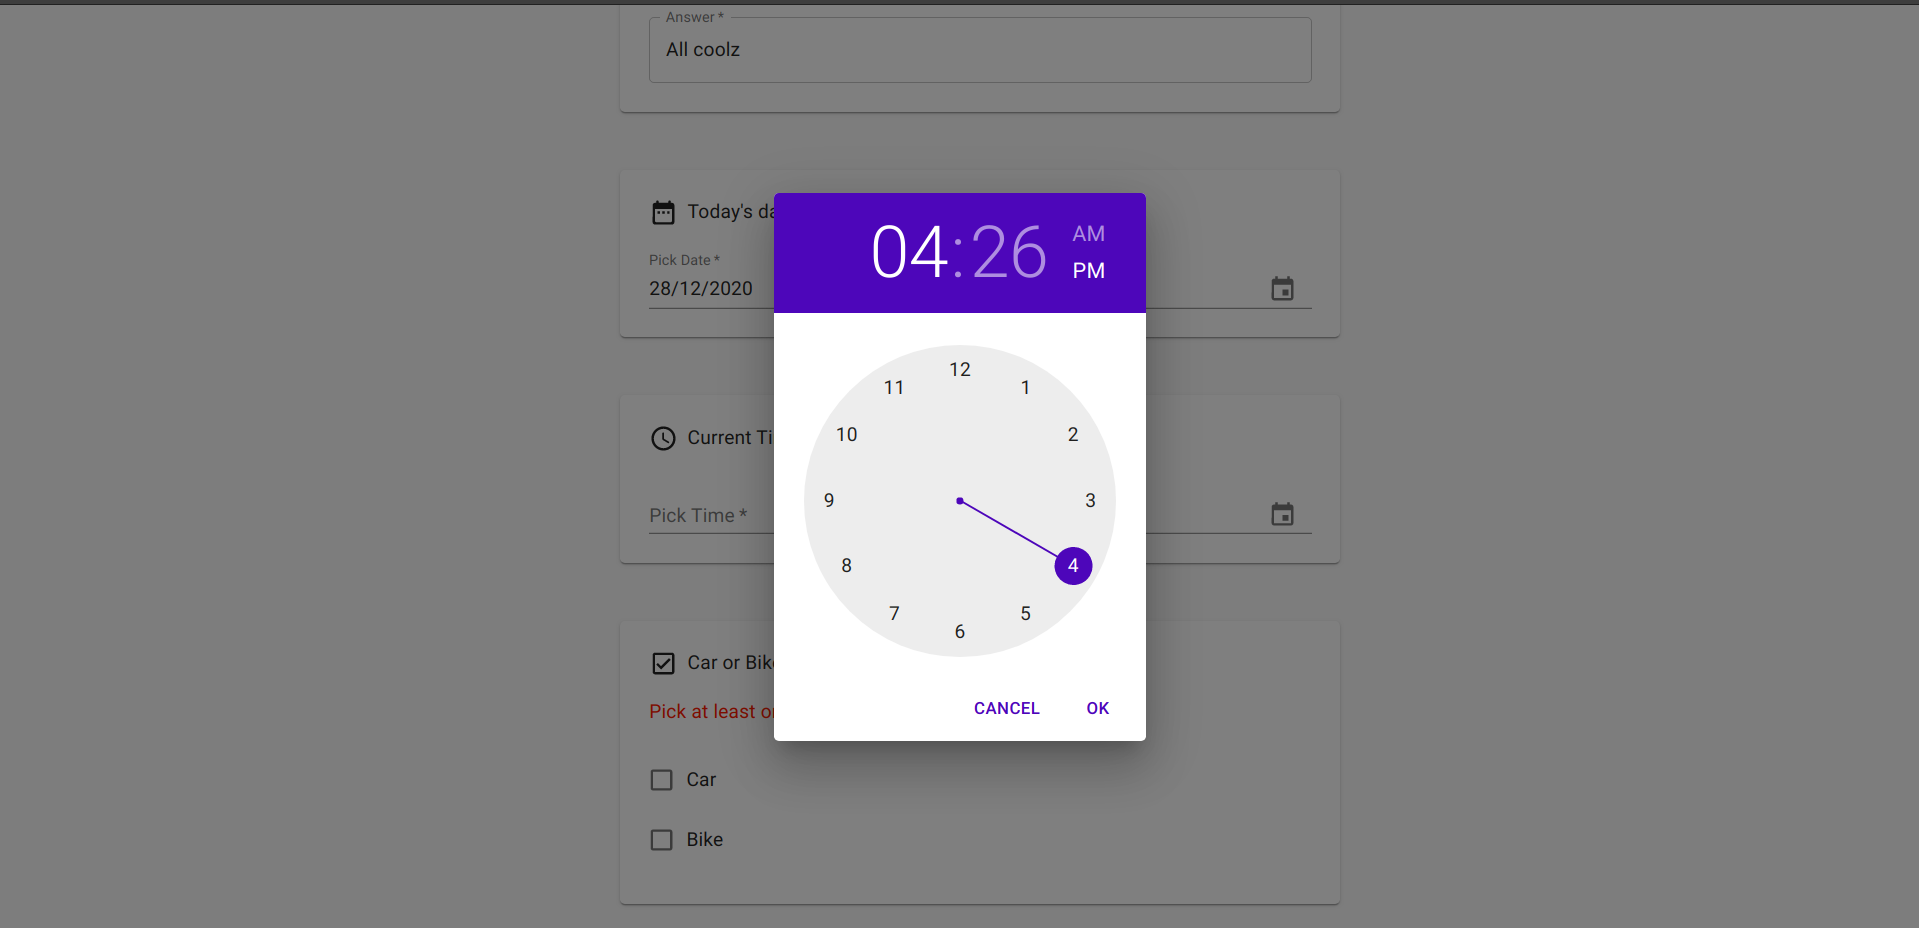 Answer *
All coolz
Today's da
Pick Date *
28/12/2020
Current Ti
Pick Time *
Car or Bik
Pick at least
Car
Bike
04:26
AM
PM
12
1
2
3
4
5
6
7
8
9
10
11
CANCEL
OK